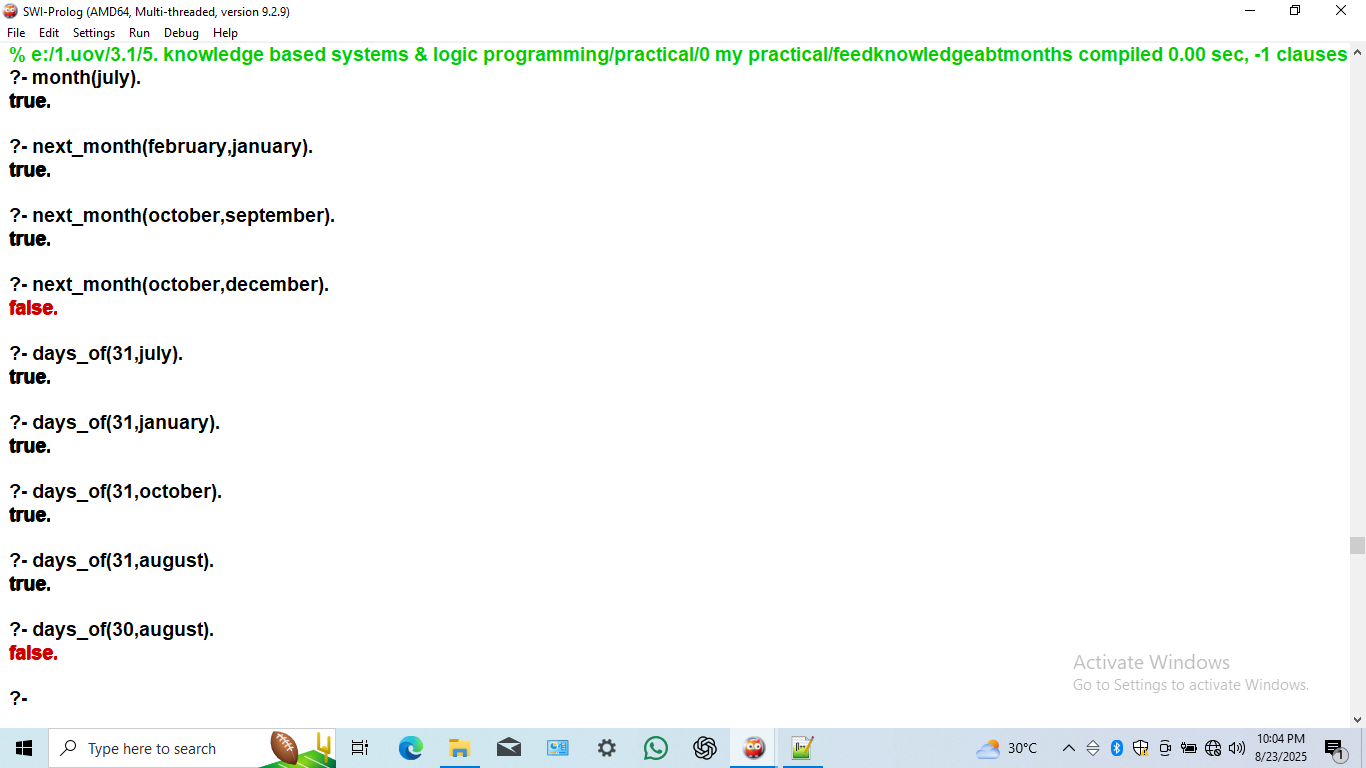 SWI-Prolog (AMD64, Multi-threaded, version 9.2.9)
File Edit Settings Run Debug Help
% e:/1.uov/3.1/5. knowledge based systems & logic programming/practical/0 my practical/feedknowledgeabtmonths compiled 0.00 sec, -1 clauses
?- month(july).
true.
?- next_month(february,january).
true.
?- next_month(october,september).
true.
?- next_month(october,december).
false.
?- days_of(31,july).
true.
?- days_of(31,january).
true.
?- days_of(31,october).
true.
?- days_of(31,august).
true.
?- days_of(30,august).
false.
?-
Activate Windows
Go to Settings to activate Windows.
Type here to search
30°C
10:04 PM
8/23/2025
1